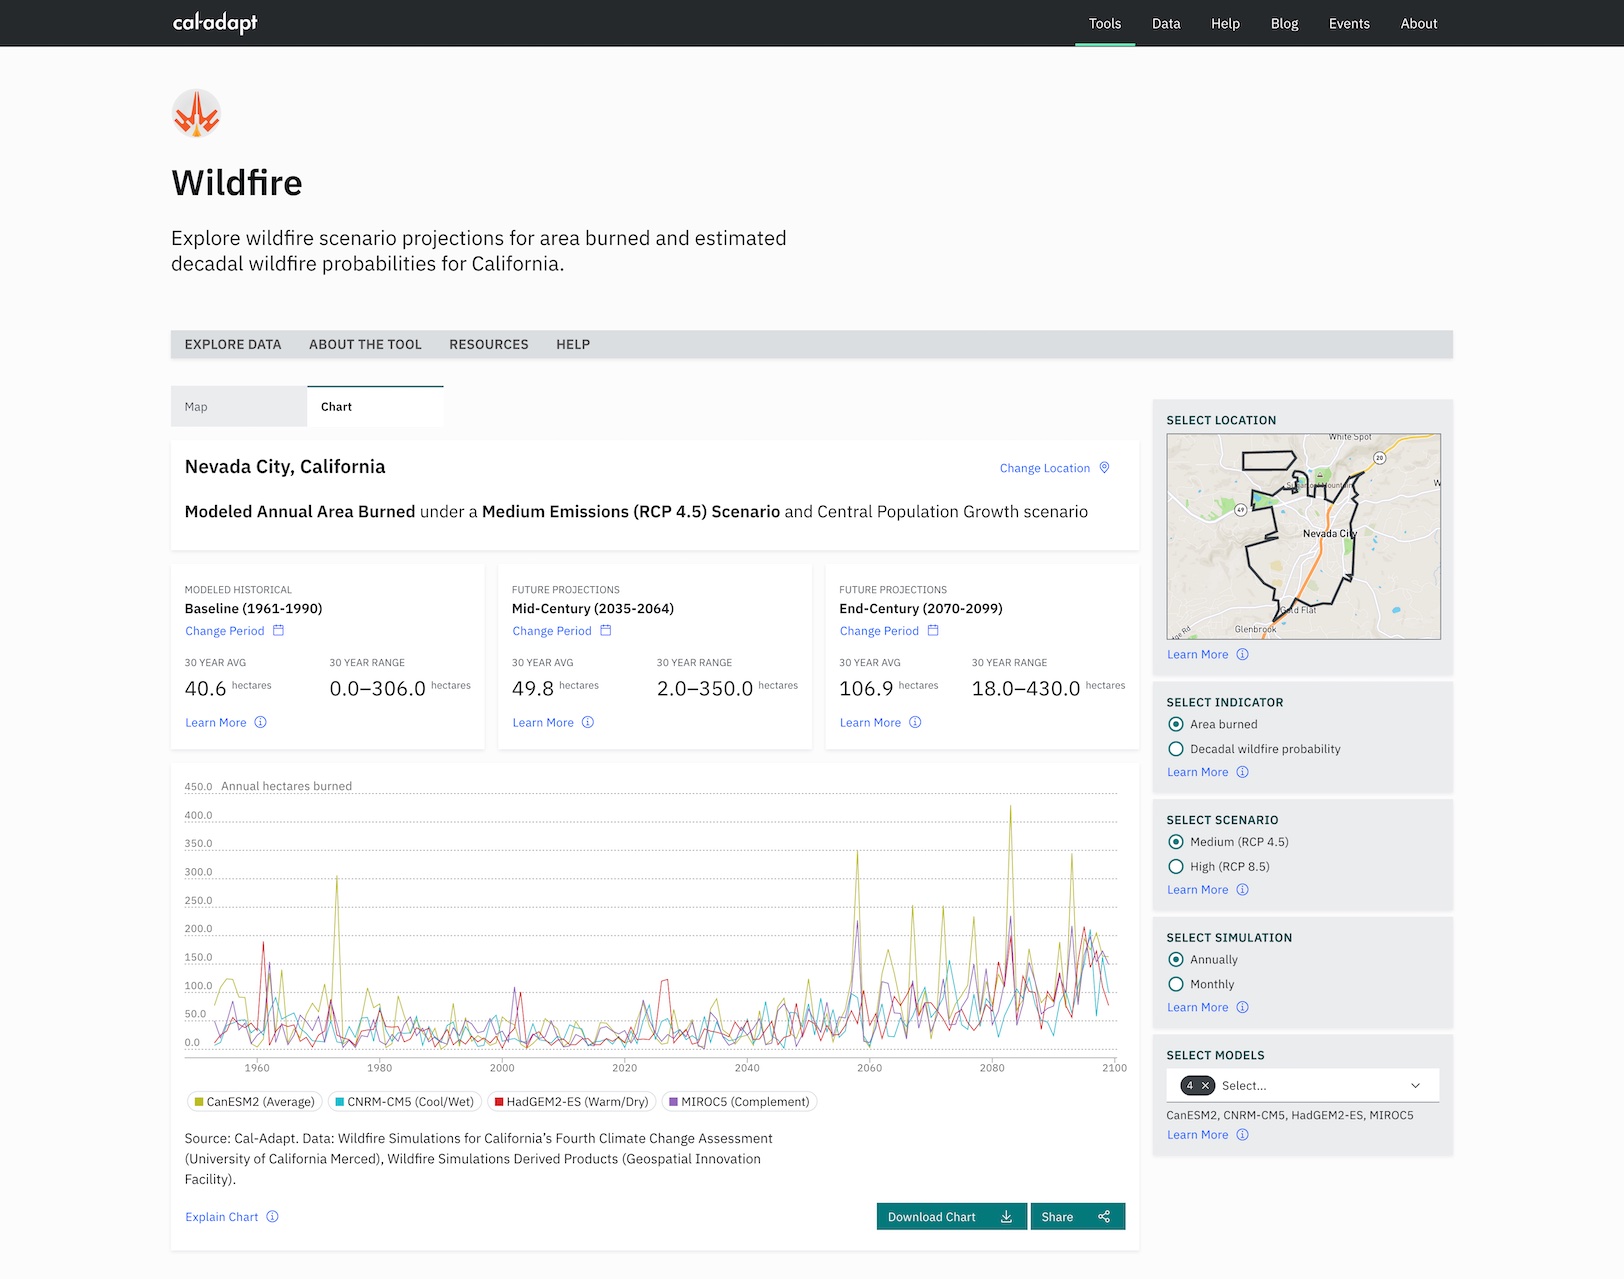 cal-adapt
Tools Data Help Blog Events About
Wildfire
Explore wildfire scenario projections for area burned and estimated
decadal wildfire probabilities for California.
EXPLORE DATA ABOUT THE TOOL RESOURCES HELP
Map Chart
Nevada City, California
Change Location
Modeled Annual Area Burned under a Medium Emissions (RCP 4.5) Scenario and Central Population Growth scenario
MODELED HISTORICAL
Baseline (1961-1990)
Change Period
30 YEAR AVG 30 YEAR RANGE
40.6 hectares 0.0–306.0 hectares
Learn More
FUTURE PROJECTIONS
Mid-Century (2035-2064)
Change Period
30 YEAR AVG 30 YEAR RANGE
49.8 hectares 2.0–350.0 hectares
Learn More
FUTURE PROJECTIONS
End-Century (2070-2099)
Change Period
30 YEAR AVG 30 YEAR RANGE
106.9 hectares 18.0–430.0 hectares
Learn More
450.0 Annual hectares burned
400.0
350.0
300.0
250.0
200.0
150.0
100.0
50.0
0.0
1960 1980 2000 2020 2040 2060 2080 2100
CanESM2 (Average) CNRM-CM5 (Cool/Wet) HadGEM2-ES (Warm/Dry) MIROC5 (Complement)
Source: Cal-Adapt. Data: Wildfire Simulations for California’s Fourth Climate Change Assessment
(University of California Merced), Wildfire Simulations Derived Products (Geospatial Innovation
Facility).
Explain Chart
Download Chart Share
SELECT LOCATION
White Spot
20
49
Nevada City
Gold Flat
Glenbrook
Learn More
SELECT INDICATOR
Area burned
Decadal wildfire probability
Learn More
SELECT SCENARIO
Medium (RCP 4.5)
High (RCP 8.5)
Learn More
SELECT SIMULATION
Annually
Monthly
Learn More
SELECT MODELS
4 × Select...
CanESM2, CNRM-CM5, HadGEM2-ES, MIROC5
Learn More